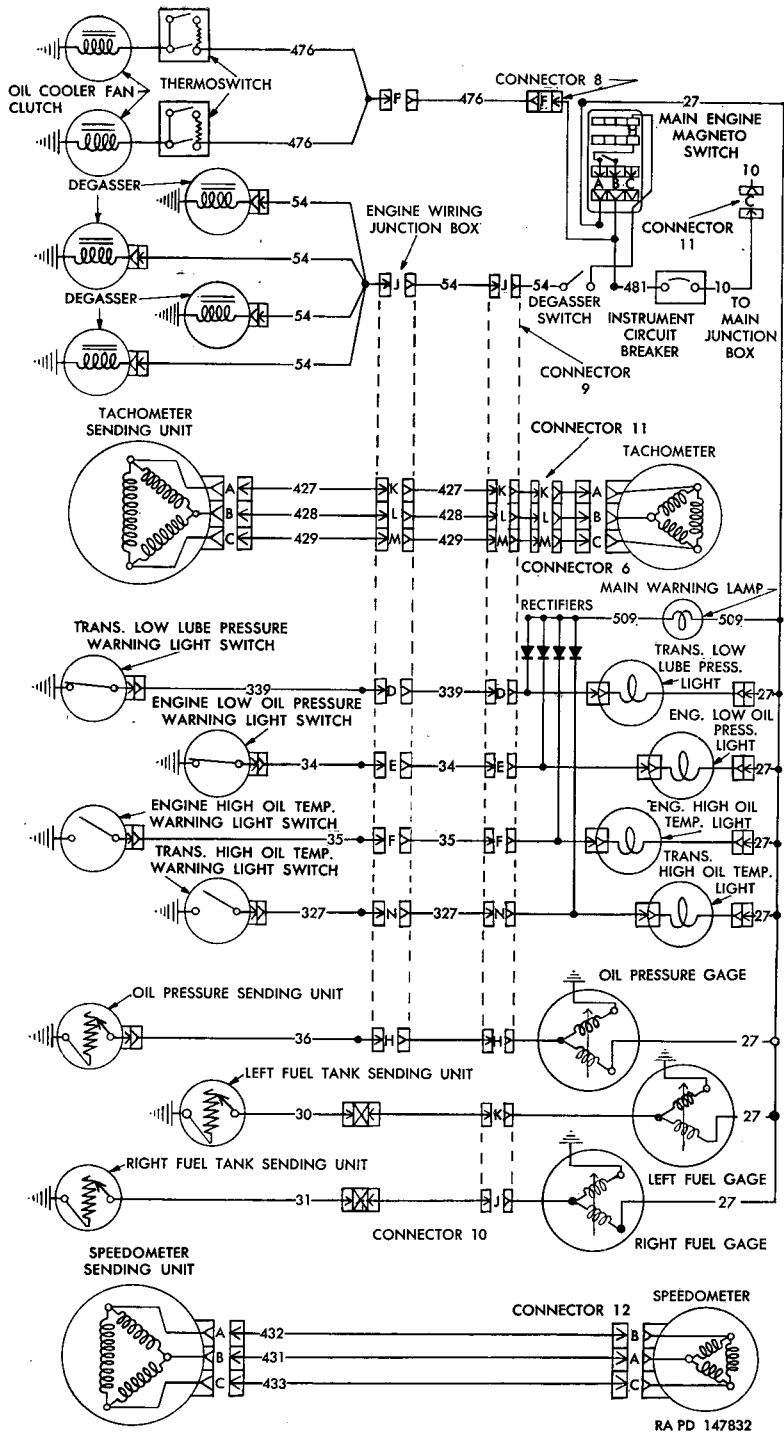 476
OIL COOLER FAN
CLUTCH
THERMOSWITCH
F
476
CONNECTOR 8
F
27
MAIN ENGINE
MAGNETO
SWITCH
476
A B C
10
C
CONNECTOR
11
DEGASSER
54
ENGINE WIRING
JUNCTION BOX
54
J
54
J
54
DEGASSER
SWITCH
481
INSTRUMENT
CIRCUIT
BREAKER
10
TO
MAIN
JUNCTION
BOX
DEGASSER
54
54
CONNECTOR
9
TACHOMETER
SENDING UNIT
CONNECTOR 11
TACHOMETER
A 427 K 427 K K A
B 428 L 428 L L B
C 429 M 429 M M C
CONNECTOR 6
MAIN WARNING LAMP
RECTIFIERS
509
509
TRANS. LOW LUBE PRESSURE
WARNING LIGHT SWITCH
TRANS. LOW
LUBE PRESS.
LIGHT
339 D 339 D 27
ENGINE LOW OIL PRESSURE
WARNING LIGHT SWITCH
ENG. LOW OIL
PRESS.
LIGHT
34 E 34 E 27
ENGINE HIGH OIL TEMP.
WARNING LIGHT SWITCH
ENG. HIGH OIL
TEMP. LIGHT
35 F 35 F 27
TRANS. HIGH OIL TEMP.
WARNING LIGHT SWITCH
TRANS.
HIGH OIL TEMP.
LIGHT
327 N 327 N 27
OIL PRESSURE SENDING UNIT
OIL PRESSURE GAGE
36 H H 27
LEFT FUEL TANK SENDING UNIT
30 K 27
LEFT FUEL GAGE
RIGHT FUEL TANK SENDING UNIT
31 J 27
CONNECTOR 10
RIGHT FUEL GAGE
SPEEDOMETER
SENDING UNIT
SPEEDOMETER
CONNECTOR 12
A 432 B
B 431 A
C 433 C
RA PD 147832